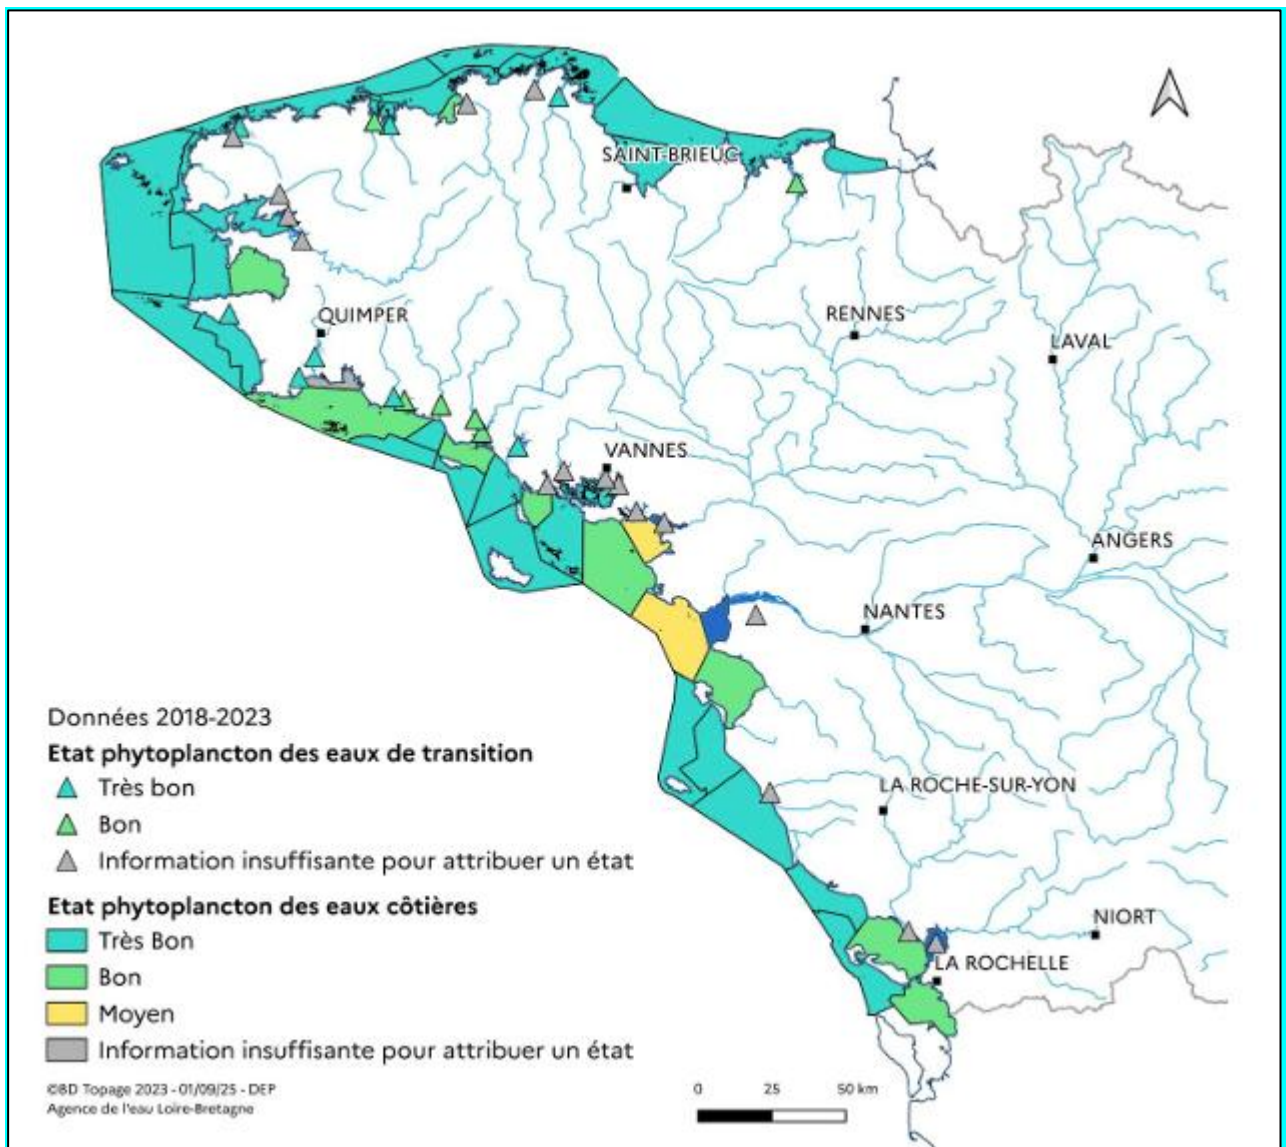 SAINT-BRIEUC
QUIMPER
RENNES
LAVAL
VANNES
ANGERS
NANTES
LA ROCHE-SUR-YON
NIORT
LA ROCHELLE
Données 2018-2023
Etat phytoplancton des eaux de transition
Très bon
Bon
Information insuffisante pour attribuer un état
Etat phytoplancton des eaux côtières
Très Bon
Bon
Moyen
Information insuffisante pour attribuer un état
©BD Topage 2023 - 01/09/25 - DEP
Agence de l'eau Loire-Bretagne
0 25 50 km